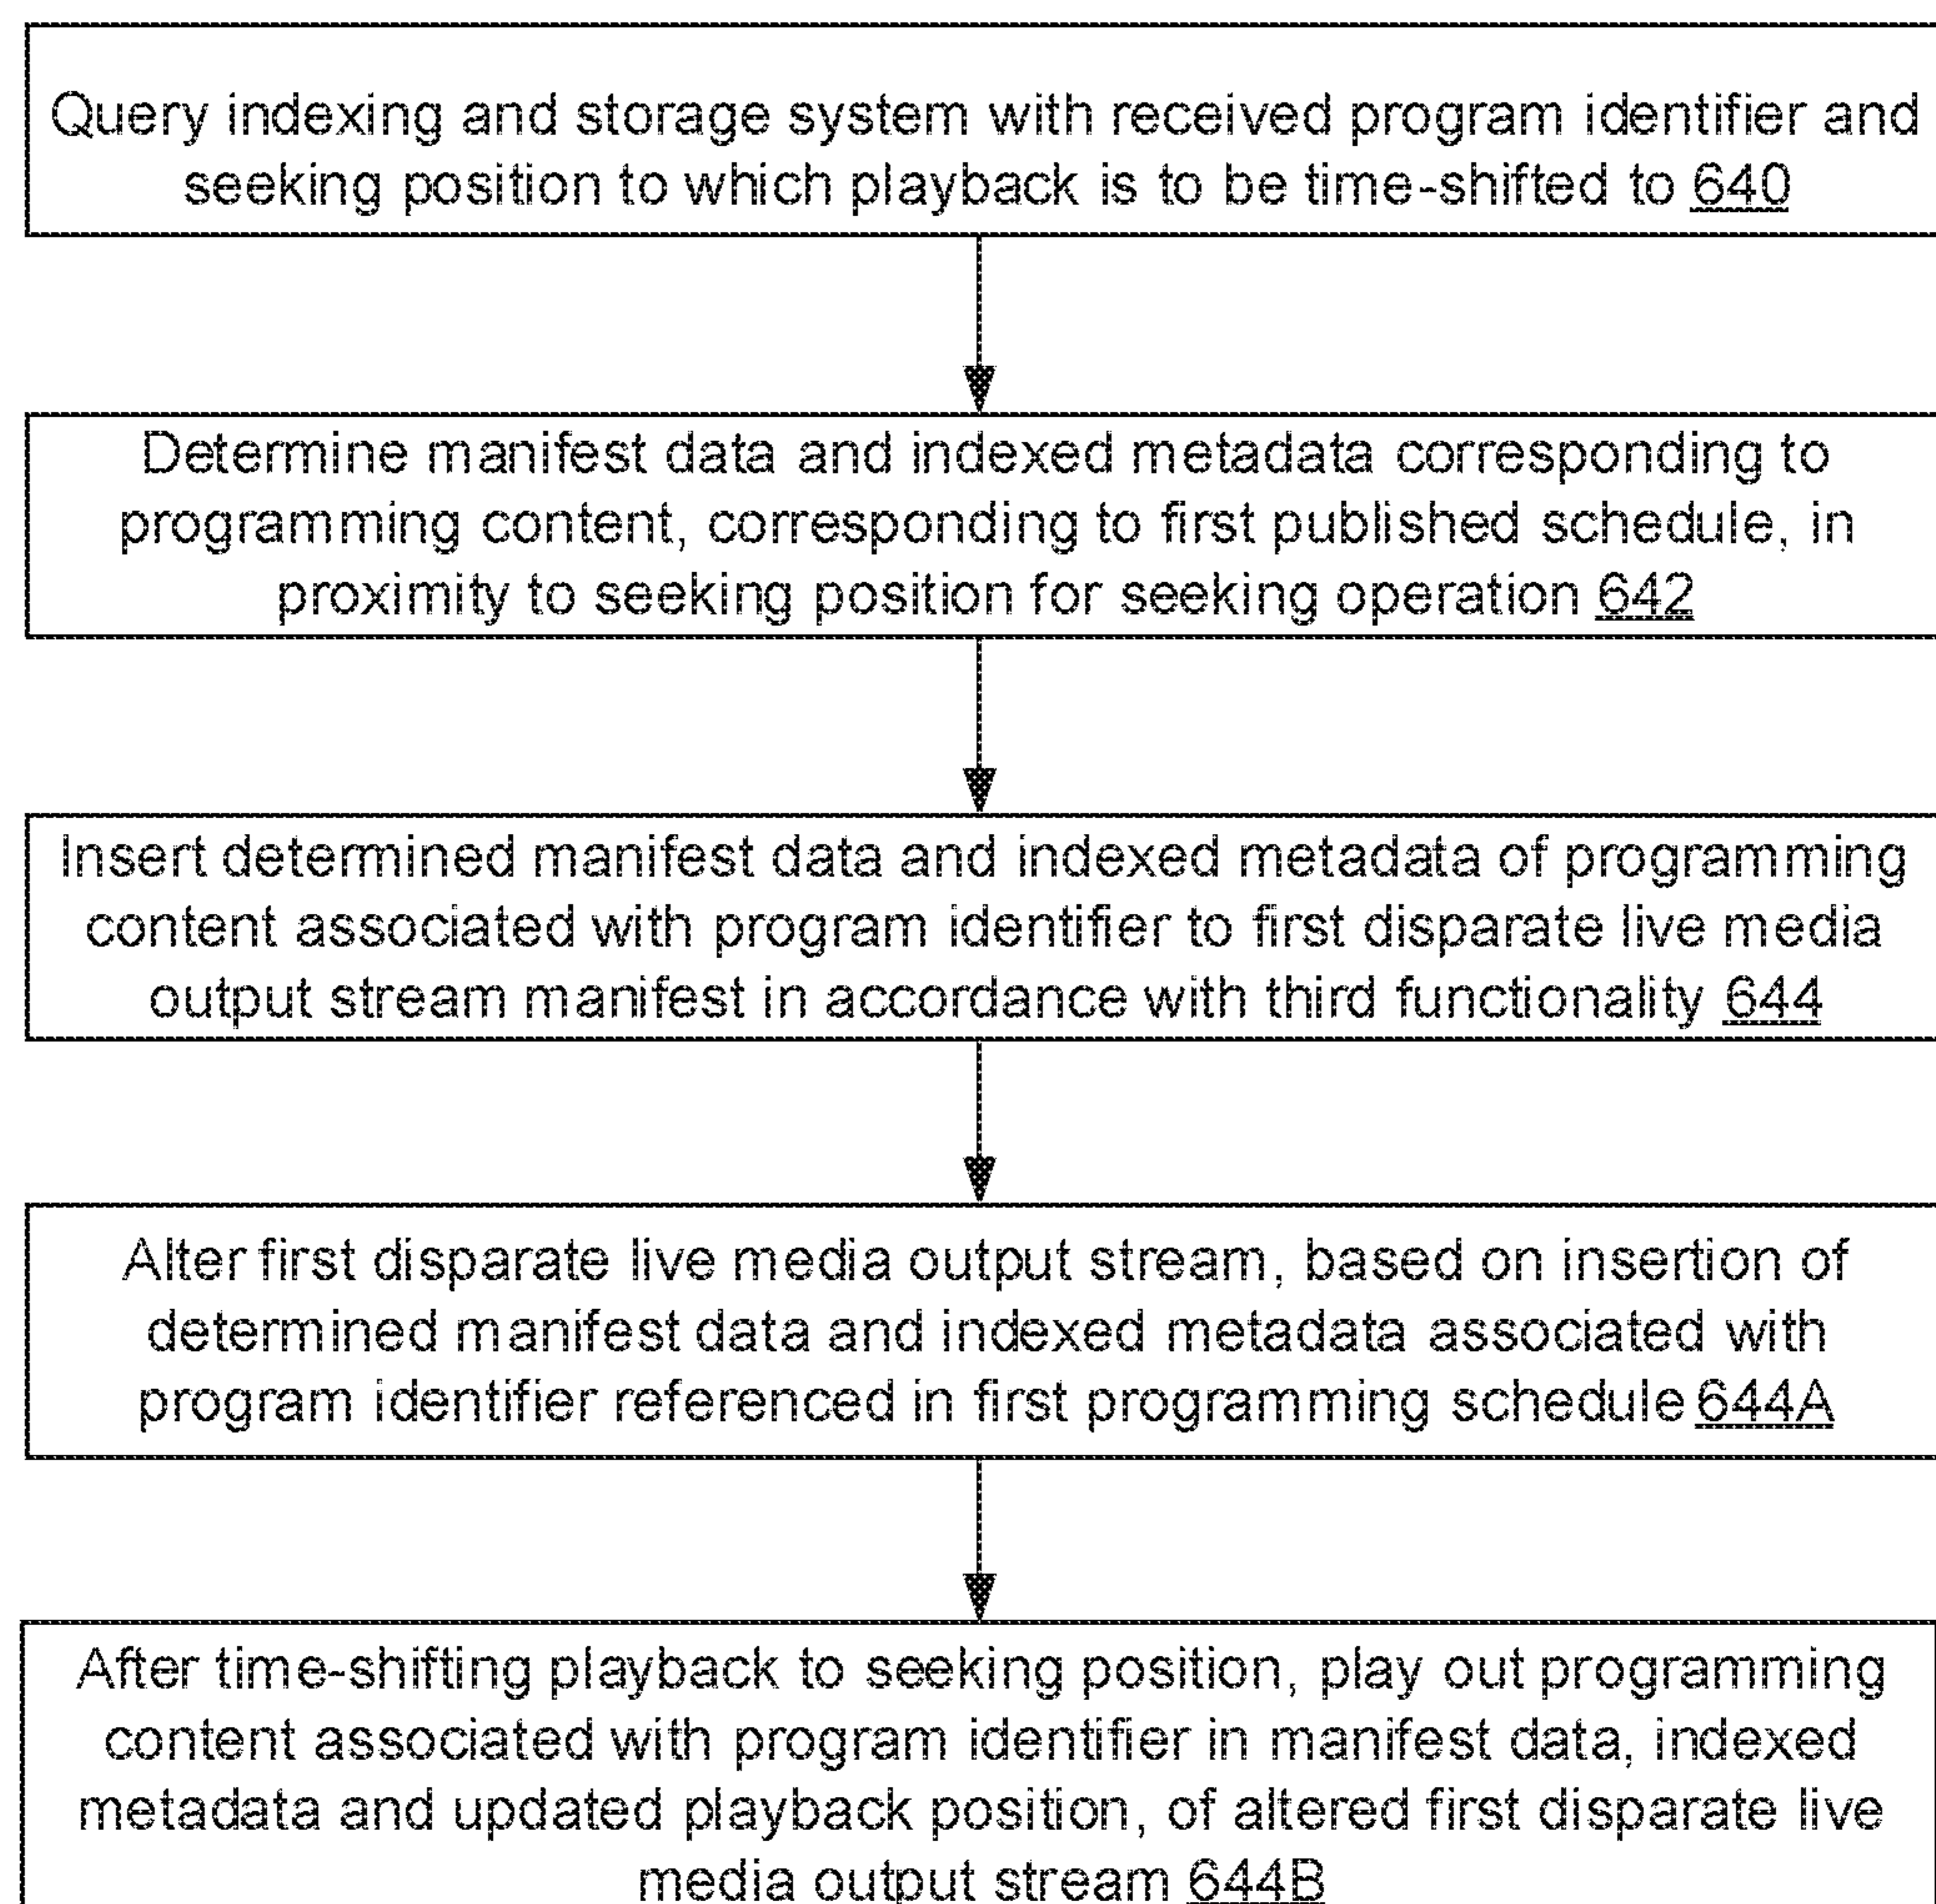 Query indexing and storage system with received program identifier and
seeking position to which playback is to be time-shifted to 640
Determine manifest data and indexed metadata corresponding to
programming content, corresponding to first published schedule, in
proximity to seeking position for seeking operation 642
Insert determined manifest data and indexed metadata of programming
content associated with program identifier to first disparate live media
output stream manifest in accordance with third functionality 644
Alter first disparate live media output stream, based on insertion of
determined manifest data and indexed metadata associated with
program identifier referenced in first programming schedule 644A
After time-shifting playback to seeking position, play out programming
content associated with program identifier in manifest data, indexed
metadata and updated playback position, of altered first disparate live
media output stream 644B